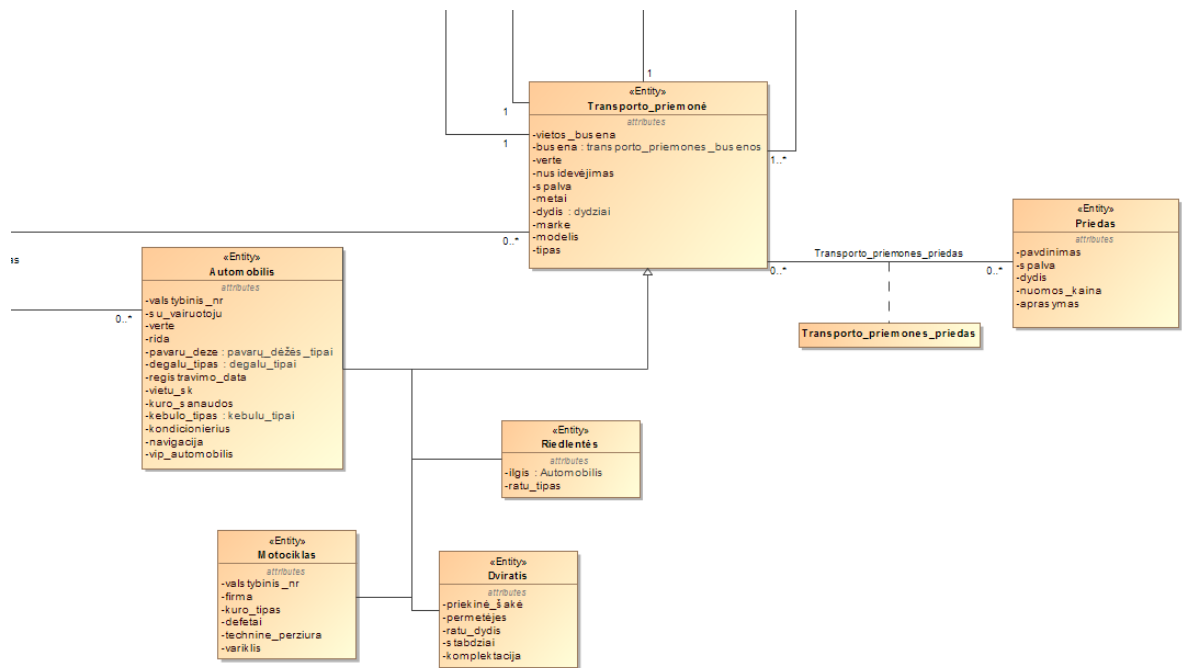 1
1
1
«Entity»
Transporto_priemonė
attributes
-vietos_busena
-busena : transporto_priemones_busenos
-verte
-nusidevėjimas
-spalva
-metai
-dydis : dydziai
-marke
-modelis
-tipas
1..*
0..*
as
0..*
«Entity»
Automobilis
attributes
-valstybinis_nr
-su_vairuotoju
-verte
-rida
-pavaru_deze : pavarų_dėžės_tipai
-degalu_tipas : degalu_tipai
-registravimo_data
-vietu_sk
-kuro_sanaudos
-kebulo_tipas : kebulu_tipai
-kondicionierius
-navigacija
-vip_automobilis
Transporto_priemones_priedas
0..*
0..*
Transporto_priemones_priedas
«Entity»
Priedas
attributes
-pavdinimas
-spalva
-dydis
-nuomos_kaina
-aprasymas
«Entity»
Riedlentės
attributes
-ilgis : Automobilis
-ratu_tipas
«Entity»
Motociklas
attributes
-valstybinis_nr
-firma
-kuro_tipas
-defetai
-technine_perziura
-variklis
«Entity»
Dviratis
attributes
-priekinė_šakė
-permetėjes
-ratu_dydis
-stabdziai
-komplektacija